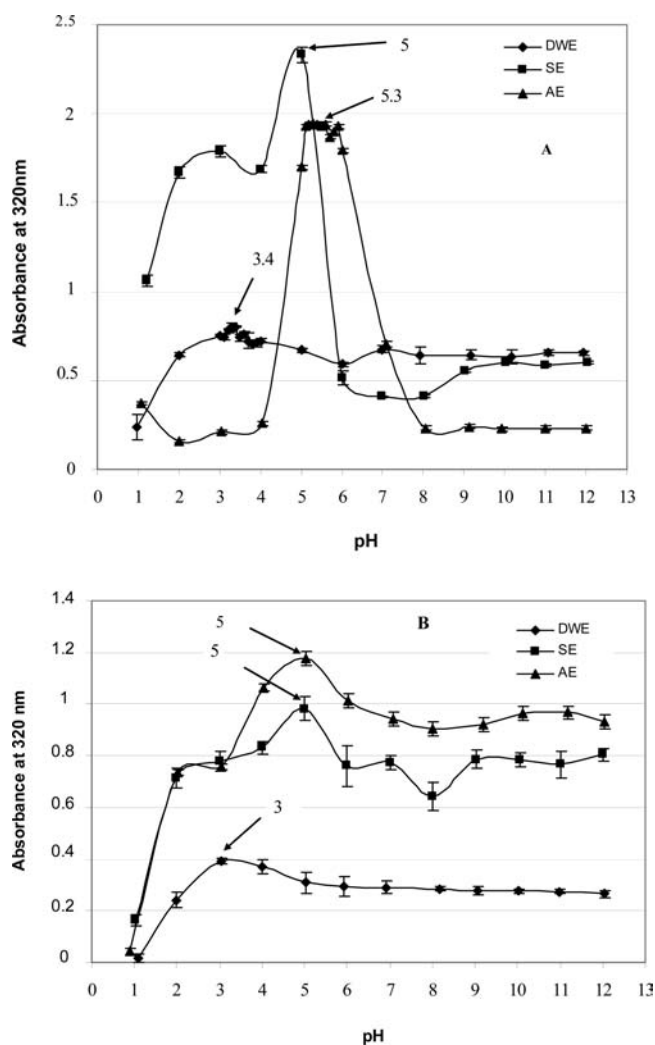 2.5
2
1.5
1
0.5
0
Absorbance at 320nm
5
5.3
3.4
A
DWE
SE
AE
0 1 2 3 4 5 6 7 8 9 10 11 12 13
pH
1.4
1.2
1
0.8
0.6
0.4
0.2
0
Absorbance at 320 nm
5
5
3
B
DWE
SE
AE
0 1 2 3 4 5 6 7 8 9 10 11 12 13
pH